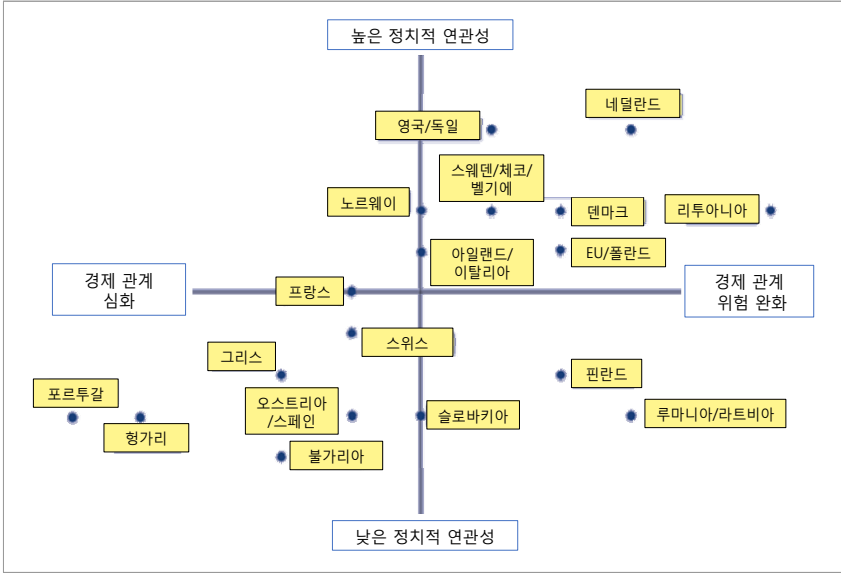 높은 정치적 연관성
네덜란드
영국/독일
스웨덴/체코/
벨기에
노르웨이
덴마크
리투아니아
아일랜드/
이탈리아
EU/폴란드
경제 관계
심화
프랑스
경제 관계
위험 완화
스위스
그리스
핀란드
포르투갈
오스트리아
/스페인
슬로바키아
루마니아/라트비아
헝가리
불가리아
낮은 정치적 연관성